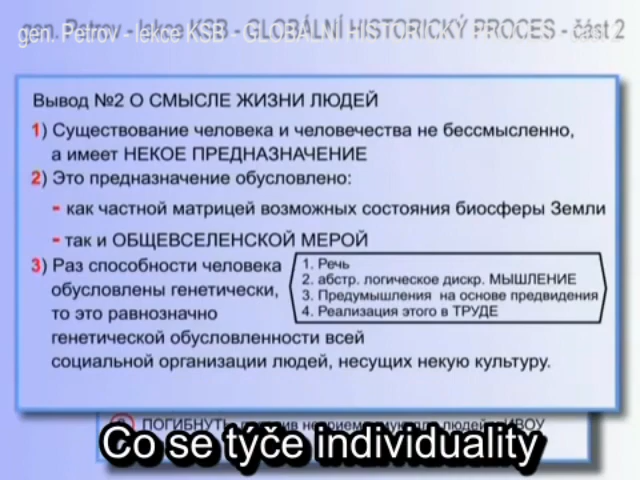 gen. Petrov - lekce KSB - GLOBÁLNÍ HISTORICKÝ PROCES - část 2
Вывод №2 О СМЫСЛЕ ЖИЗНИ ЛЮДЕЙ
1) Существование человека и человечества не бессмысленно,
а имеет НЕКОЕ ПРЕДНАЗНАЧЕНИЕ
2) Это предназначение обусловлено:
- как частной матрицей возможных состояния биосферы Земли
- так и ОБЩЕВСЕЛЕНСКОЙ МЕРОЙ
3) Раз способности человека
обусловлены генетически,
то это равнозначно
генетической обусловленности всей
социальной организации людей, несущих некую культуру.
1. Речь
2. абстр. логическое дискр. МЫШЛЕНИЕ
3. Предумышления на основе предвидения
4. Реализация этого в ТРУДЕ
ПОГИБНУТЬ
Co se týče individuality